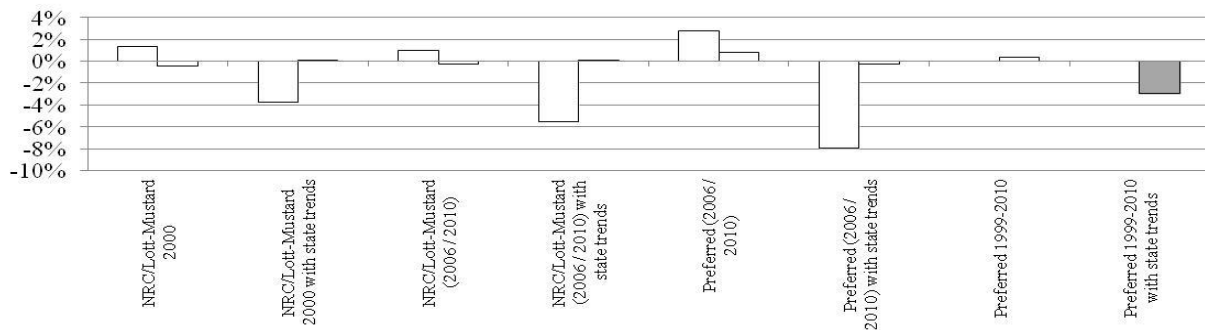 4%
2%
0%
-2%
-4%
-6%
-8%
-10%
NRC/Lott-Mustard
2000
NRC/Lott-Mustard
2000 with state trends
NRC/Lott-Mustard
(2006 / 2010)
NRC/Lott-Mustard
(2006 / 2010) with
state trends
Preferred (2006 /
2010)
Preferred (2006 /
2010) with state trends
Preferred 1999-2010
Preferred 1999-2010
with state trends